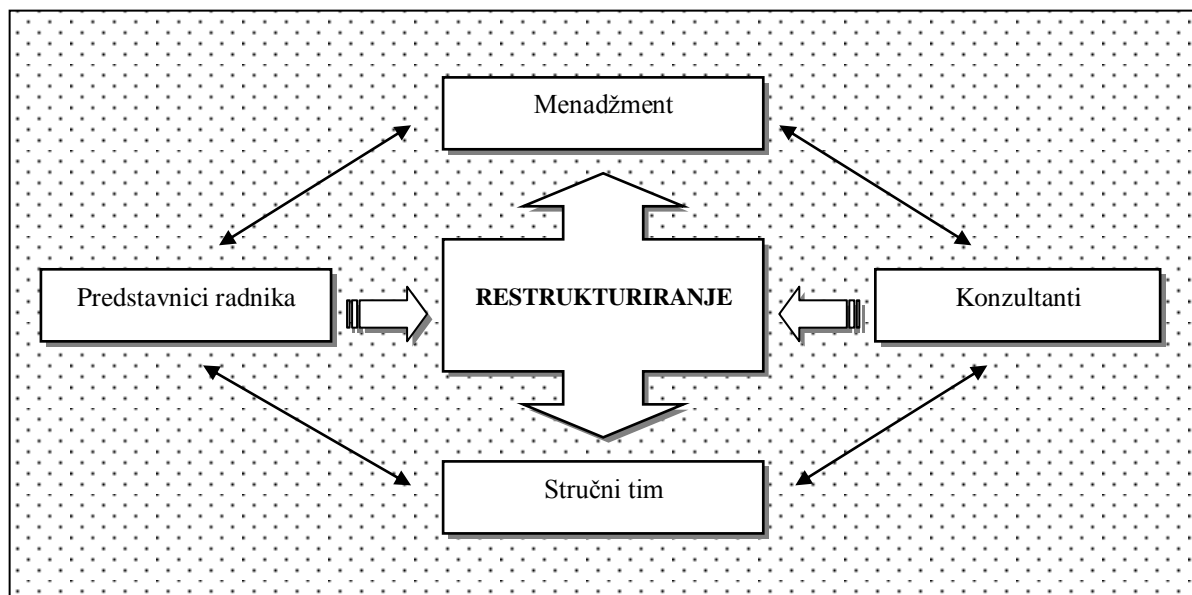 Menadžment
Predstavnici radnika
RESTRUKTURIRANJE
Konzultanti
Stručni tim